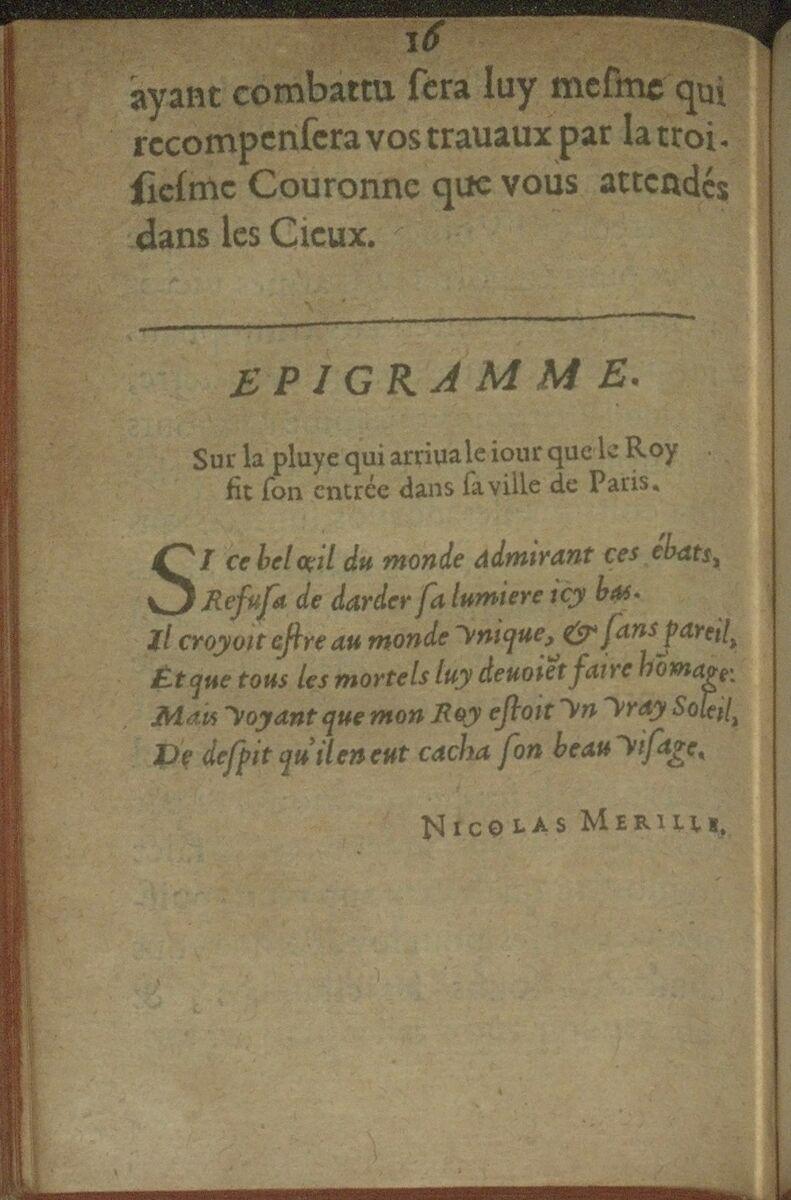 16
ayant combattu ſera luy meſme qui
recompenſera vos trauaux par la troi-
ſieſme Couronne que vous attendés
dans les Cieux.
EPIGRAMME.
Sur la pluye qui arriua le iour que le Roy
fit ſon entrée dans ſa ville de Paris.
SI ce bel œil du monde admirant ces ébats,
Refuſa de darder ſa lumiere icy bas.
Il croyoit eſtre au monde vnique, & ſans pareil,
Et que tous les mortels luy deuoiẽt faire hõmage:
Mais voyant que mon Roy eſtoit vn vray Soleil,
De deſpit qu'il en eut cacha ſon beau viſage.
NICOLAS MERILLE.